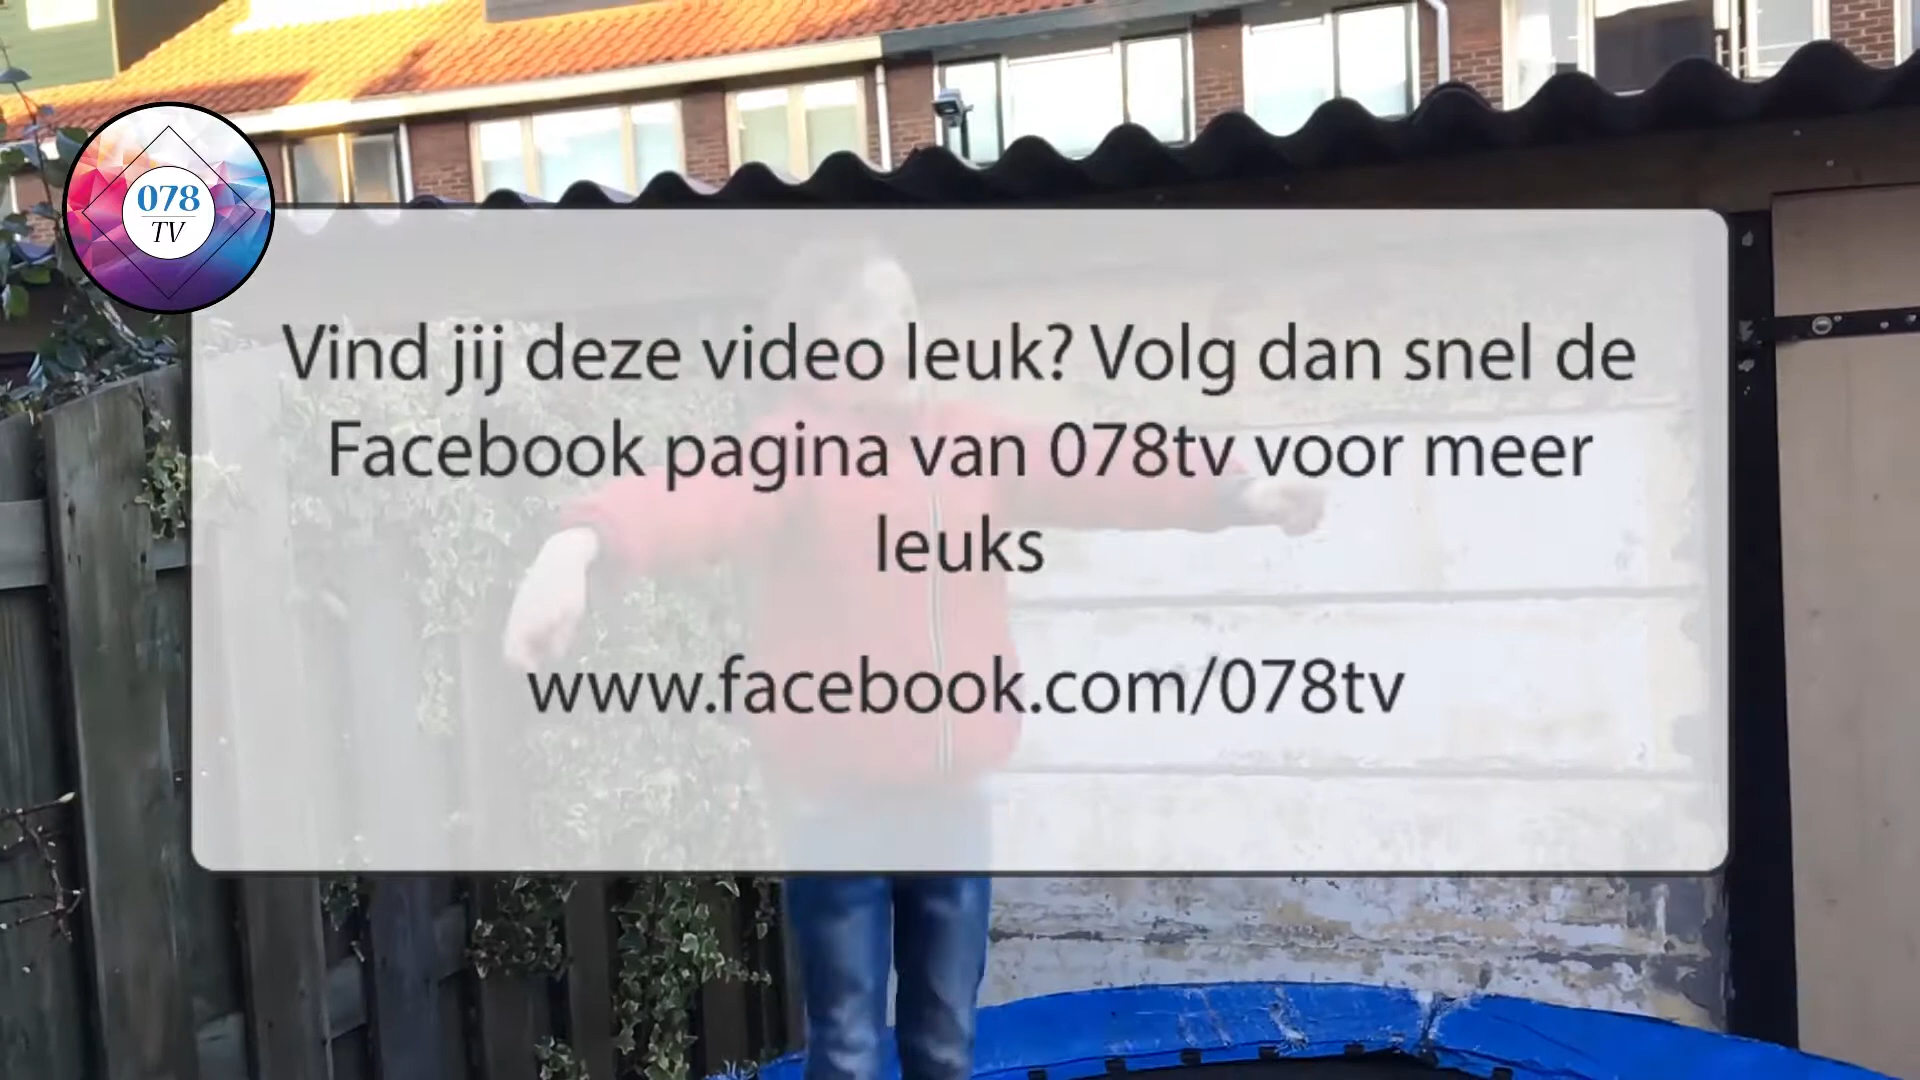 078
TV
Vind jij deze video leuk? Volg dan snel de
Facebook pagina van 078tv voor meer
leuks
www.facebook.com/078tv